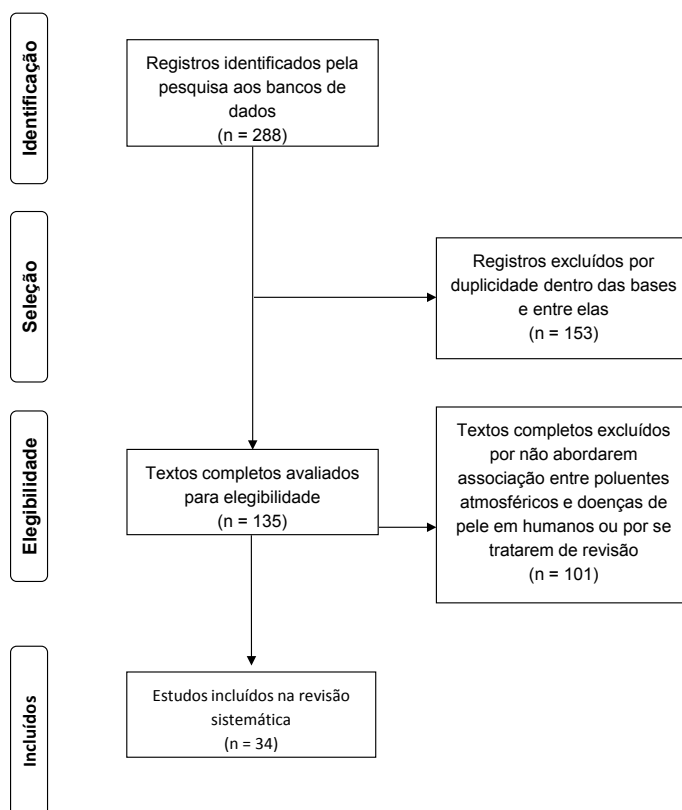 Identificação
Registros identificados pela
pesquisa aos bancos de
dados
(n = 288)
Seleção
Registros excluídos por
duplicidade dentro das bases
e entre elas
(n = 153)
Elegibilidade
Textos completos avaliados
para elegibilidade
(n = 135)
Textos completos excluídos
por não abordarem
associação entre poluentes
atmosféricos e doenças de
pele em humanos ou por se
tratarem de revisão
(n = 101)
Incluídos
Estudos incluídos na revisão
sistemática
(n = 34)